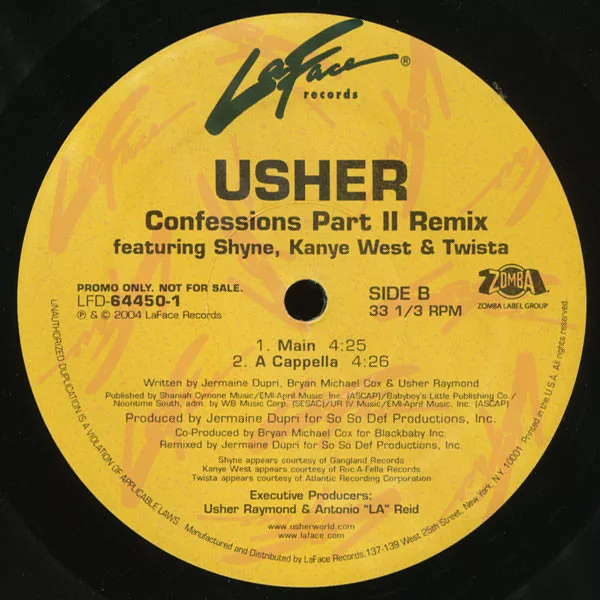 LaFace ®
records
USHER
Confessions Part II Remix
featuring Shyne, Kanye West & Twista
PROMO ONLY. NOT FOR SALE.
LFD-64450-1
℗ & © 2004 LaFace Records
SIDE B
33 1/3 RPM
ZOMBA
ZOMBA LABEL GROUP
1. Main 4:25
2. A Cappella 4:26
Written by Jermaine Dupri, Bryan Michael Cox & Usher Raymond
Published by Shaniah Cymone Music/EMI-April Music, Inc. (ASCAP)/Babyboy's Little Publishing Co./
Noontime South, adm. by WB Music Corp. (SESAC)/UR IV Music/EMI-April Music, Inc. (ASCAP)
Produced by Jermaine Dupri for So So Def Productions, Inc.
Co-Produced by Bryan Michael Cox for Blackbaby Inc.
Remixed by Jermaine Dupri for So So Def Productions, Inc.
Shyne appears courtesy of Gangland Records
Kanye West appears courtesy of Roc-A-Fella Records
Twista appears courtesy of Atlantic Recording Corporation
Executive Producers:
Usher Raymond & Antonio "LA" Reid
www.usherworld.com
www.laface.com
UNAUTHORIZED DUPLICATION IS A VIOLATION OF APPLICABLE LAWS. Manufactured and Distributed by LaFace Records, 137-139 West 25th Street, New York, N.Y. 10001. Printed in the U.S.A. All rights reserved.